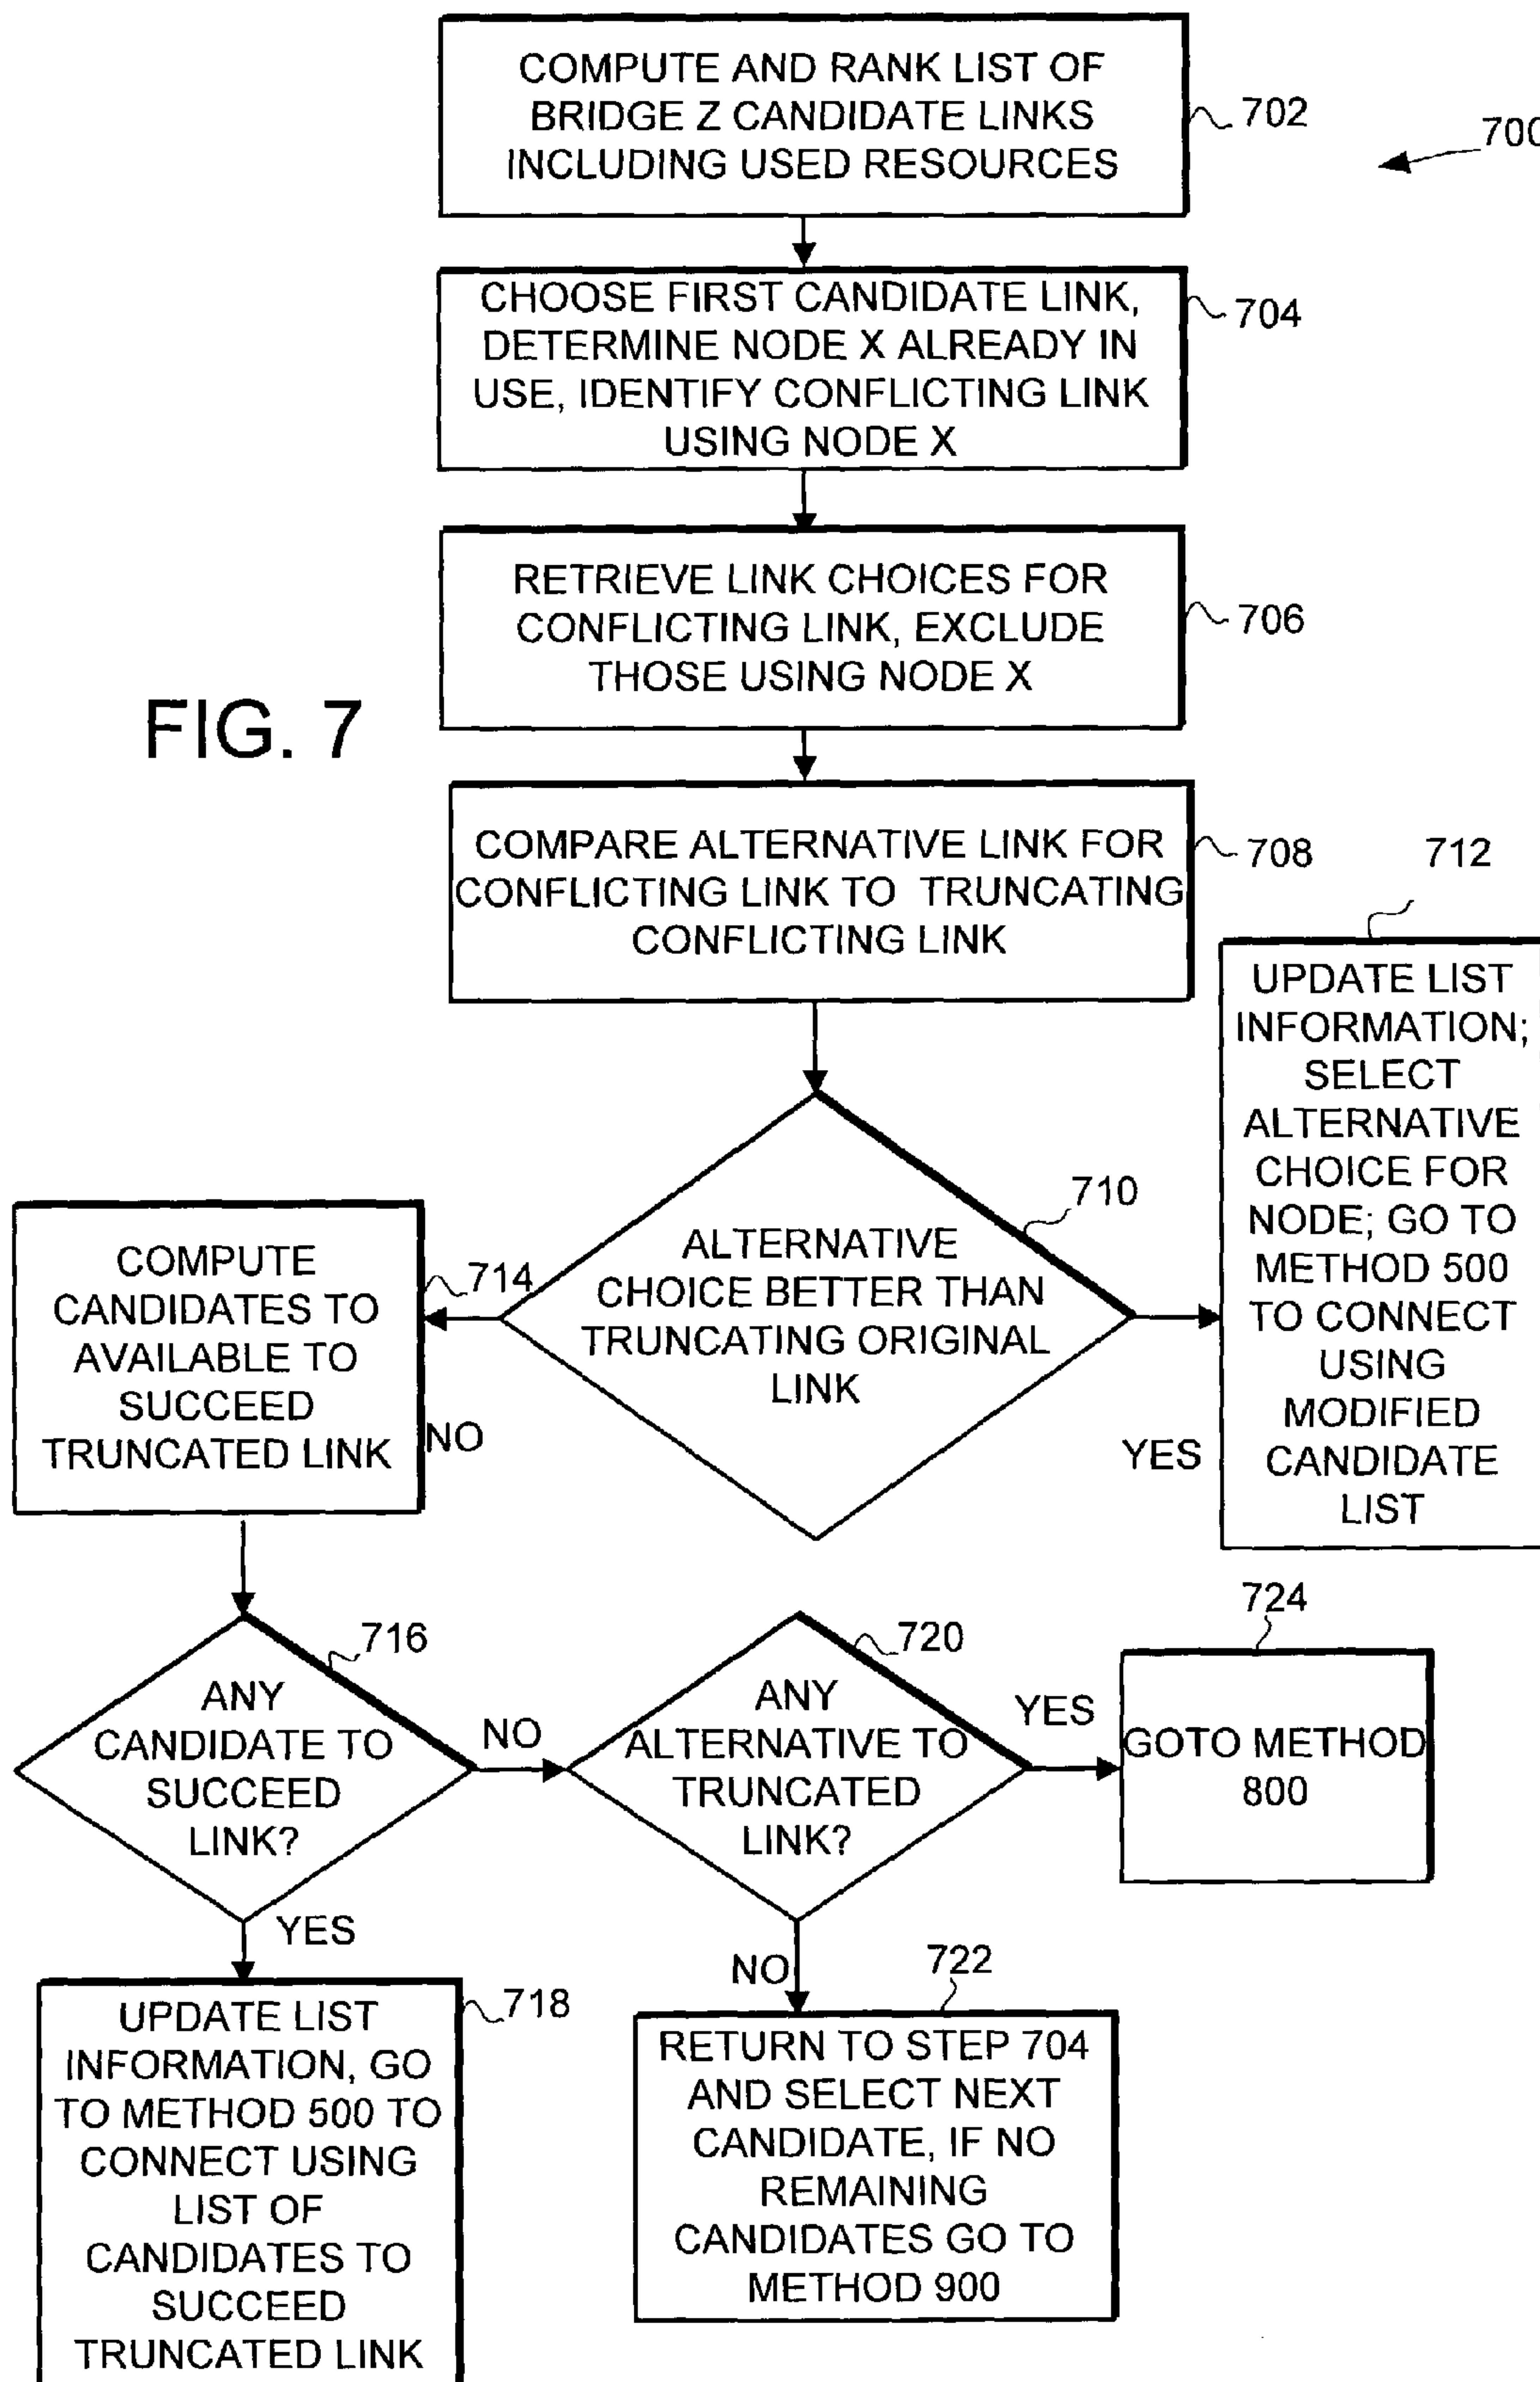 COMPUTE AND RANK LIST OF
BRIDGE Z CANDIDATE LINKS
INCLUDING USED RESOURCES
702
700
CHOOSE FIRST CANDIDATE LINK,
DETERMINE NODE X ALREADY IN
USE, IDENTIFY CONFLICTING LINK
USING NODE X
704
RETRIEVE LINK CHOICES FOR
CONFLICTING LINK, EXCLUDE
THOSE USING NODE X
706
FIG. 7
COMPARE ALTERNATIVE LINK FOR
CONFLICTING LINK TO TRUNCATING
CONFLICTING LINK
708
712
UPDATE LIST
INFORMATION;
SELECT
ALTERNATIVE
CHOICE FOR
NODE; GO TO
METHOD 500
TO CONNECT
USING
MODIFIED
CANDIDATE
LIST
710
ALTERNATIVE
CHOICE BETTER THAN
TRUNCATING ORIGINAL
LINK
YES
NO
714
COMPUTE
CANDIDATES TO
AVAILABLE TO
SUCCEED
TRUNCATED LINK
716
ANY
CANDIDATE TO
SUCCEED
LINK?
NO
YES
720
ANY
ALTERNATIVE TO
TRUNCATED
LINK?
YES
NO
724
GOTO METHOD
800
718
UPDATE LIST
INFORMATION, GO
TO METHOD 500 TO
CONNECT USING
LIST OF
CANDIDATES TO
SUCCEED
TRUNCATED LINK
722
RETURN TO STEP 704
AND SELECT NEXT
CANDIDATE, IF NO
REMAINING
CANDIDATES GO TO
METHOD 900